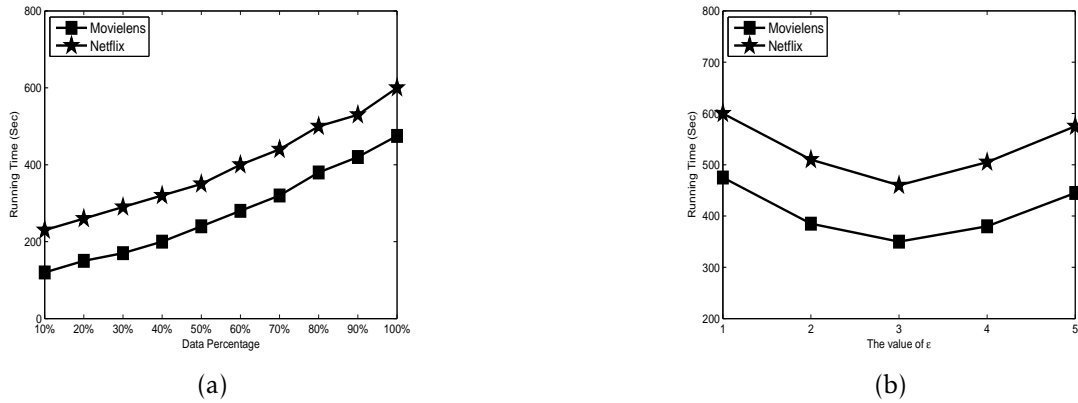 800
600
400
200
0
Running Time (Sec)
Movielens
Netflix
10% 20% 30% 40% 50% 60% 70% 80% 90% 100%
Data Percentage
(a)
800
700
600
500
400
300
200
Running Time (Sec)
Movielens
Netflix
1 2 3 4 5
The value of ε
(b)